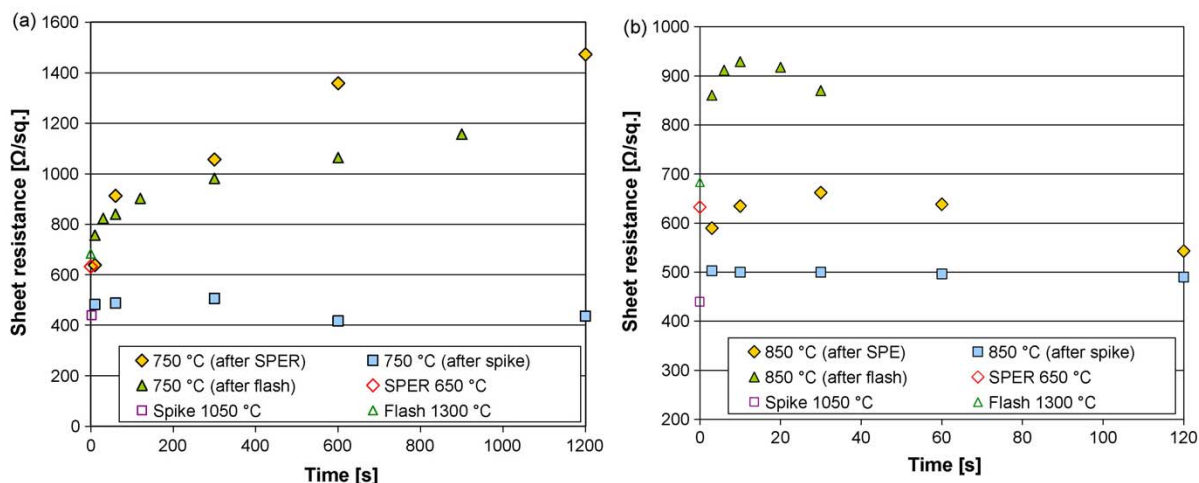 (a)
1600
1400
1200
1000
800
600
400
200
0
Sheet resistance [Ω/sq.]
750 °C (after SPER) 750 °C (after spike)
750 °C (after flash) SPER 650 °C
Spike 1050 °C Flash 1300 °C
0 200 400 600 800 1000 1200
Time [s]
(b)
1000
900
800
700
600
500
400
300
200
Sheet resistance [Ω/sq.]
850 °C (after SPE) 850 °C (after spike)
850 °C (after flash) SPER 650 °C
Spike 1050 °C Flash 1300 °C
0 20 40 60 80 100 120
Time [s]